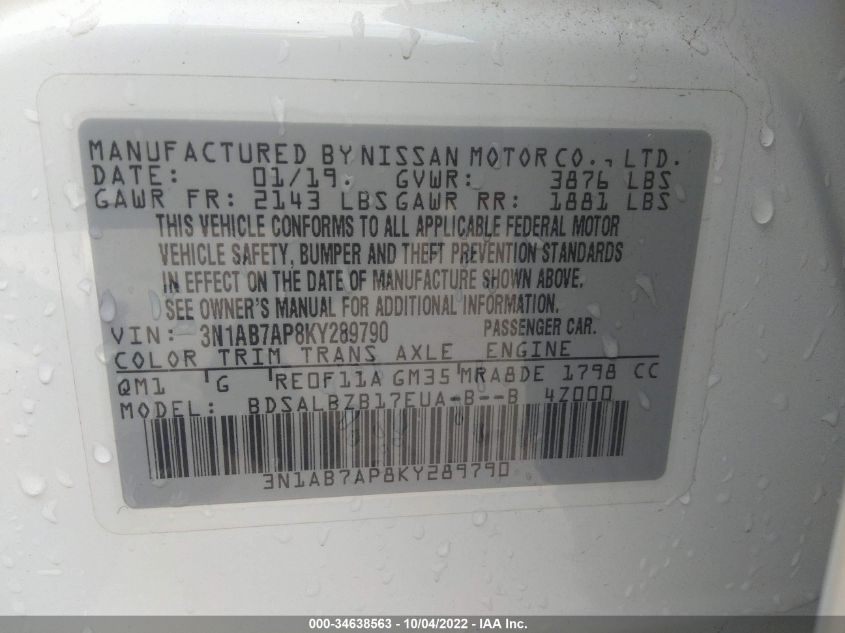 MANUFACTURED BY NISSAN MOTOR CO., LTD.
DATE: 01/19. GVWR: 3876 LBS
GAWR FR: 2143 LBS GAWR RR: 1881 LBS
THIS VEHICLE CONFORMS TO ALL APPLICABLE FEDERAL MOTOR
VEHICLE SAFETY, BUMPER AND THEFT PREVENTION STANDARDS
IN EFFECT ON THE DATE OF MANUFACTURE SHOWN ABOVE.
SEE OWNER'S MANUAL FOR ADDITIONAL INFORMATION.
VIN: 3N1AB7AP8KY289790 PASSENGER CAR.
COLOR TRIM TRANS AXLE ENGINE
QM1 G RE0F11A GM35 MRA8DE 1798 CC
MODEL: BDSALBZB17EUA-B--B 4Z000
3N1AB7AP8KY289790
000-34638563 - 10/04/2022 - IAA Inc.